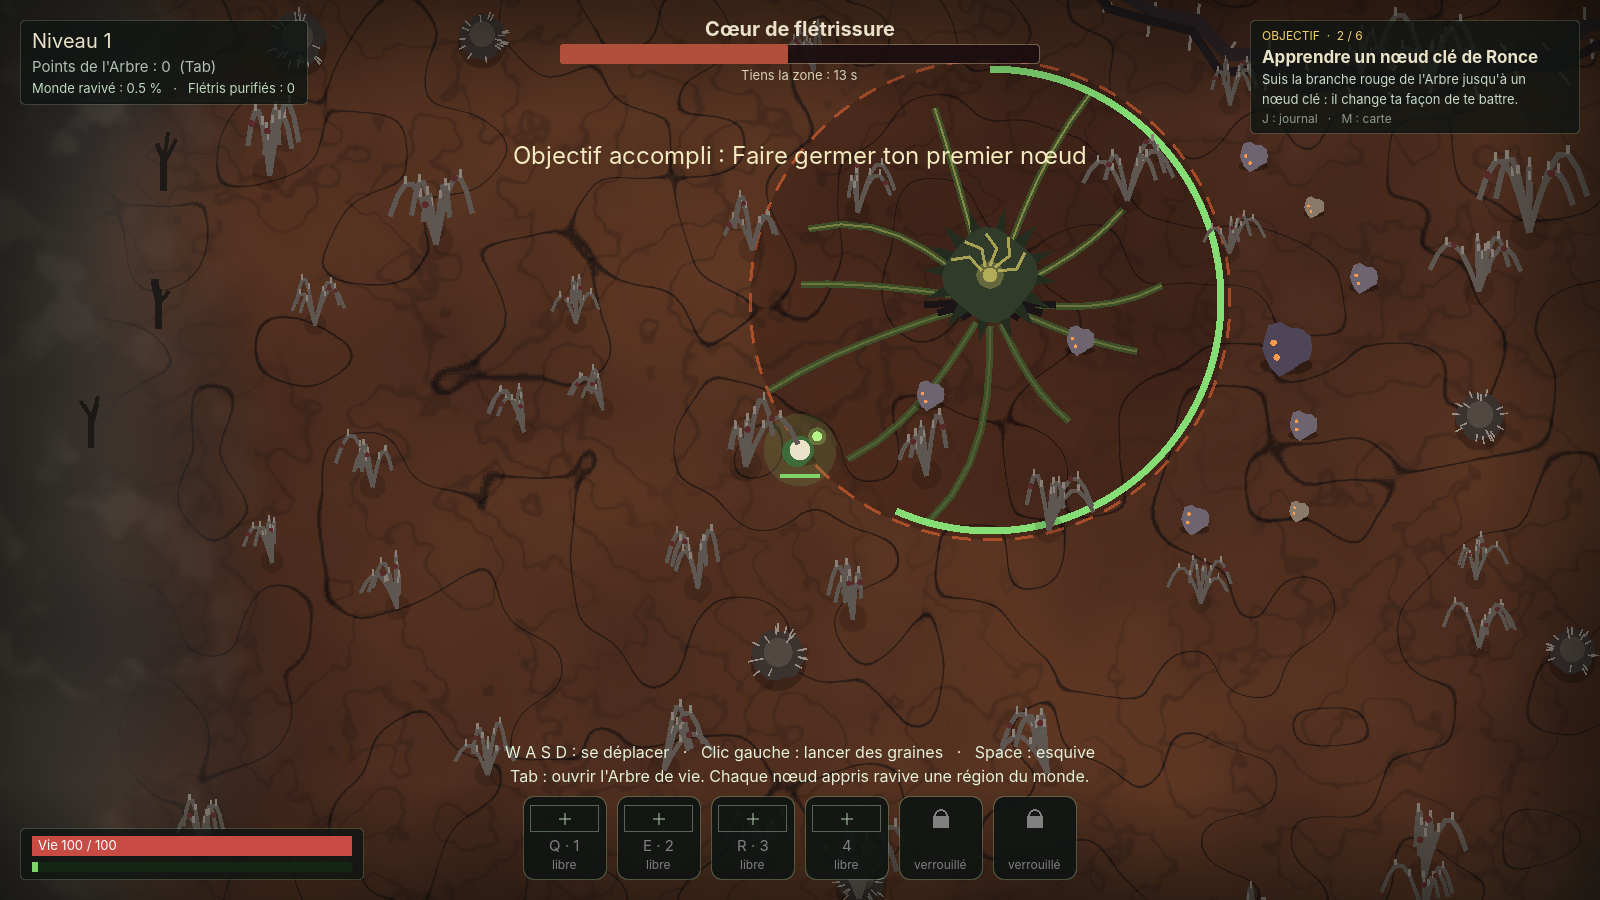 Niveau 1
Points de l'Arbre : 0 (Tab)
Monde ravivé : 0.5 % · Flétris purifiés : 0
Cœur de flétrissure
Tiens la zone : 13 s
OBJECTIF · 2 / 6
Apprendre un nœud clé de Ronce
Suis la branche rouge de l'Arbre jusqu'à un
nœud clé : il change ta façon de te battre.
J : journal · M : carte
Objectif accompli : Faire germer ton premier nœud
W A S D : se déplacer · Clic gauche : lancer des graines · Space : esquive
Tab : ouvrir l'Arbre de vie. Chaque nœud appris ravive une région du monde.
Vie 100 / 100
Q · 1
libre
E · 2
libre
R · 3
libre
4
libre
verrouillé
verrouillé